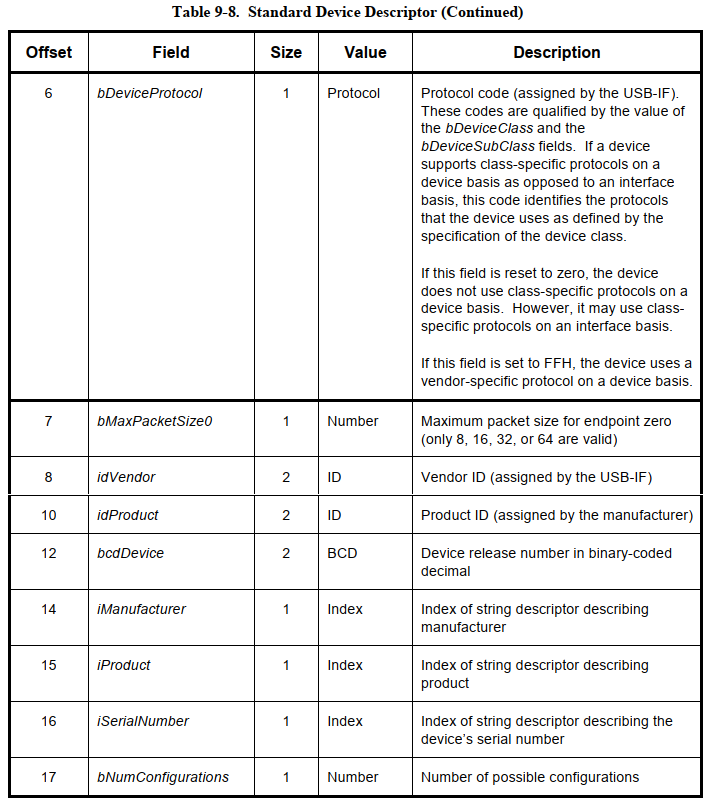 Table 9-8. Standard Device Descriptor (Continued)
Offset Field Size Value Description
6 bDeviceProtocol 1 Protocol Protocol code (assigned by the USB-IF).
These codes are qualified by the value of
the bDeviceClass and the
bDeviceSubClass fields. If a device
supports class-specific protocols on a
device basis as opposed to an interface
basis, this code identifies the protocols
that the device uses as defined by the
specification of the device class.
If this field is reset to zero, the device
does not use class-specific protocols on a
device basis. However, it may use class-
specific protocols on an interface basis.
If this field is set to FFH, the device uses a
vendor-specific protocol on a device basis.
7 bMaxPacketSize0 1 Number Maximum packet size for endpoint zero
(only 8, 16, 32, or 64 are valid)
8 idVendor 2 ID Vendor ID (assigned by the USB-IF)
10 idProduct 2 ID Product ID (assigned by the manufacturer)
12 bcdDevice 2 BCD Device release number in binary-coded
decimal
14 iManufacturer 1 Index Index of string descriptor describing
manufacturer
15 iProduct 1 Index Index of string descriptor describing
product
16 iSerialNumber 1 Index Index of string descriptor describing the
device's serial number
17 bNumConfigurations 1 Number Number of possible configurations